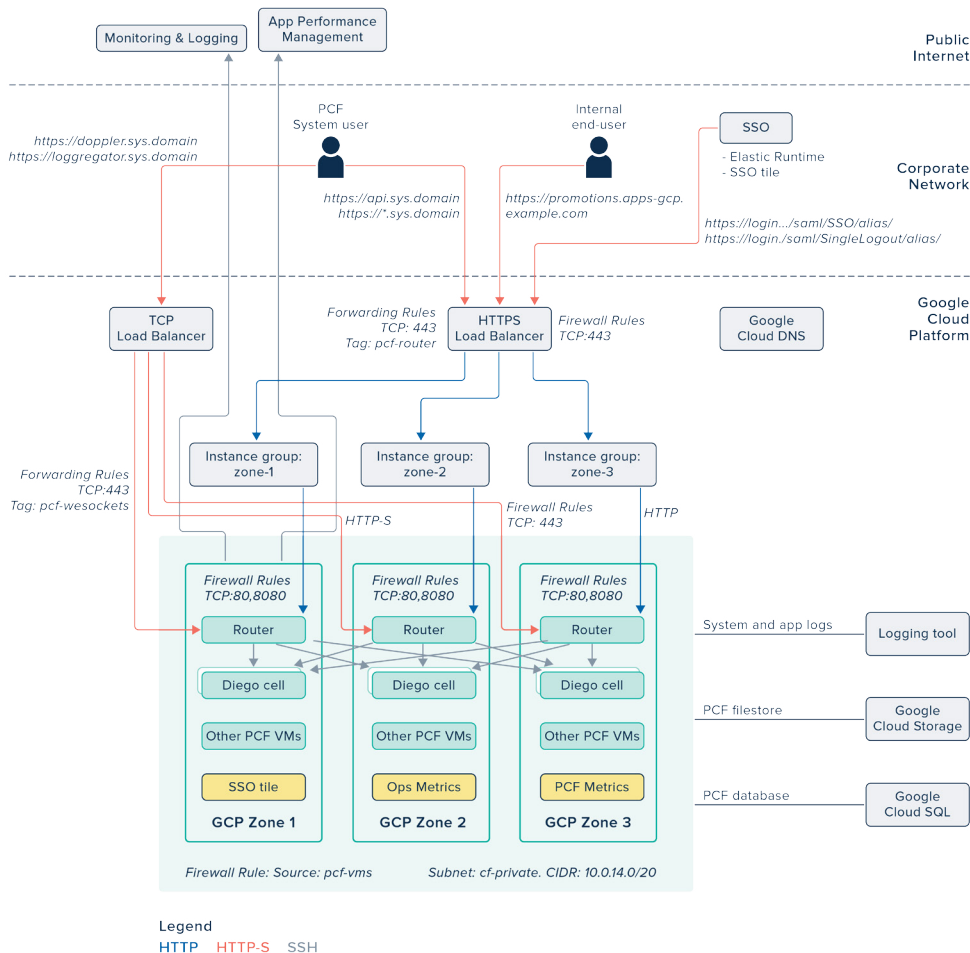 App Performance
Management
Monitoring & Logging
Public
Internet
PCF
System user
Internal
end-user
SSO
- Elastic Runtime
- SSO tile
https://doppler.sys.domain
https://loggregator.sys.domain
Corporate
Network
https://api.sys.domain
https://*.sys.domain
https://promotions.apps-gcp.
example.com
https://login.../saml/SSO/alias/
https://login./saml/SingleLogout/alias/
Google
Cloud
Platform
TCP
Load Balancer
Forwarding Rules
TCP: 443
Tag: pcf-router
HTTPS
Load Balancer
Firewall Rules
TCP:443
Google
Cloud DNS
Instance group:
zone-1
Instance group:
zone-2
Instance group:
zone-3
Forwarding Rules
TCP:443
Tag: pcf-wesockets
HTTP-S
Firewall Rules
TCP: 443
HTTP
Firewall Rules
TCP:80,8080
Firewall Rules
TCP:80,8080
Firewall Rules
TCP:80,8080
Router
Router
Router
System and app logs
Logging tool
Diego cell
Diego cell
Diego cell
PCF filestore
Google
Cloud Storage
Other PCF VMs
Other PCF VMs
Other PCF VMs
SSO tile
Ops Metrics
PCF Metrics
PCF database
Google
Cloud SQL
GCP Zone 1
GCP Zone 2
GCP Zone 3
Firewall Rule: Source: pcf-vms
Subnet: cf-private. CIDR: 10.0.14.0/20
Legend
HTTP HTTP-S SSH